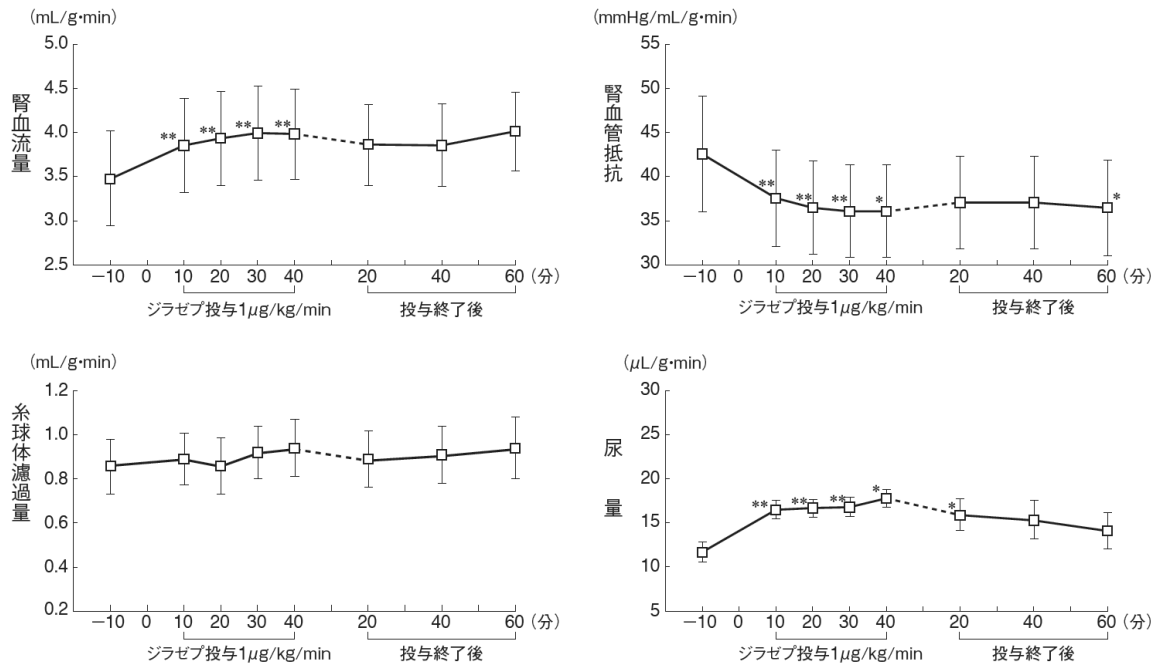 (mL/g•min)
腎血流量
5.0
4.5
4.0
3.5
3.0
2.5
** ** ** **
−10 0 10 20 30 40 20 40 60 (分)
ジラゼプ投与1μg/kg/min 投与終了後
(mmHg/mL/g•min)
腎血管抵抗
55
50
45
40
35
30
** ** ** * *
−10 0 10 20 30 40 20 40 60 (分)
ジラゼプ投与1μg/kg/min 投与終了後
(mL/g•min)
糸球体濾過量
1.2
1.0
0.8
0.6
0.4
0.2
−10 0 10 20 30 40 20 40 60 (分)
ジラゼプ投与1μg/kg/min 投与終了後
(μL/g•min)
尿量
30
25
20
15
10
5
** ** ** * *
−10 0 10 20 30 40 20 40 60 (分)
ジラゼプ投与1μg/kg/min 投与終了後